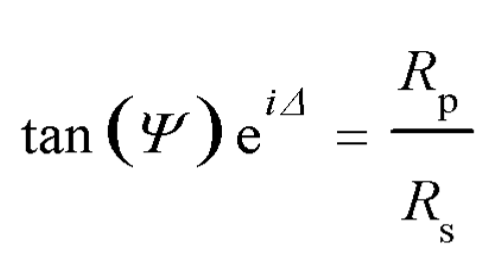 tan(Ψ)e^{iΔ} = R_p / R_s